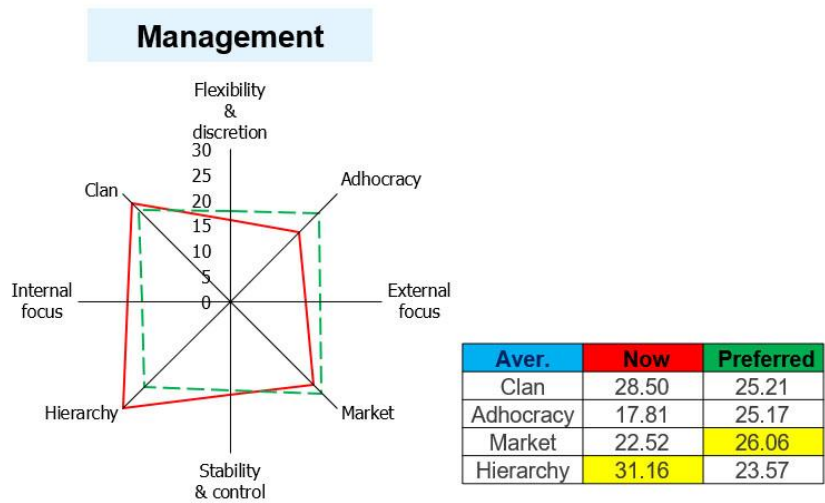 Management
Flexibility
&
discretion
30
25
20
15
10
5
0
Clan
Adhocracy
Internal
focus
External
focus
Hierarchy
Market
Stability
& control
Aver. Now Preferred
Clan 28.50 25.21
Adhocracy 17.81 25.17
Market 22.52 26.06
Hierarchy 31.16 23.57